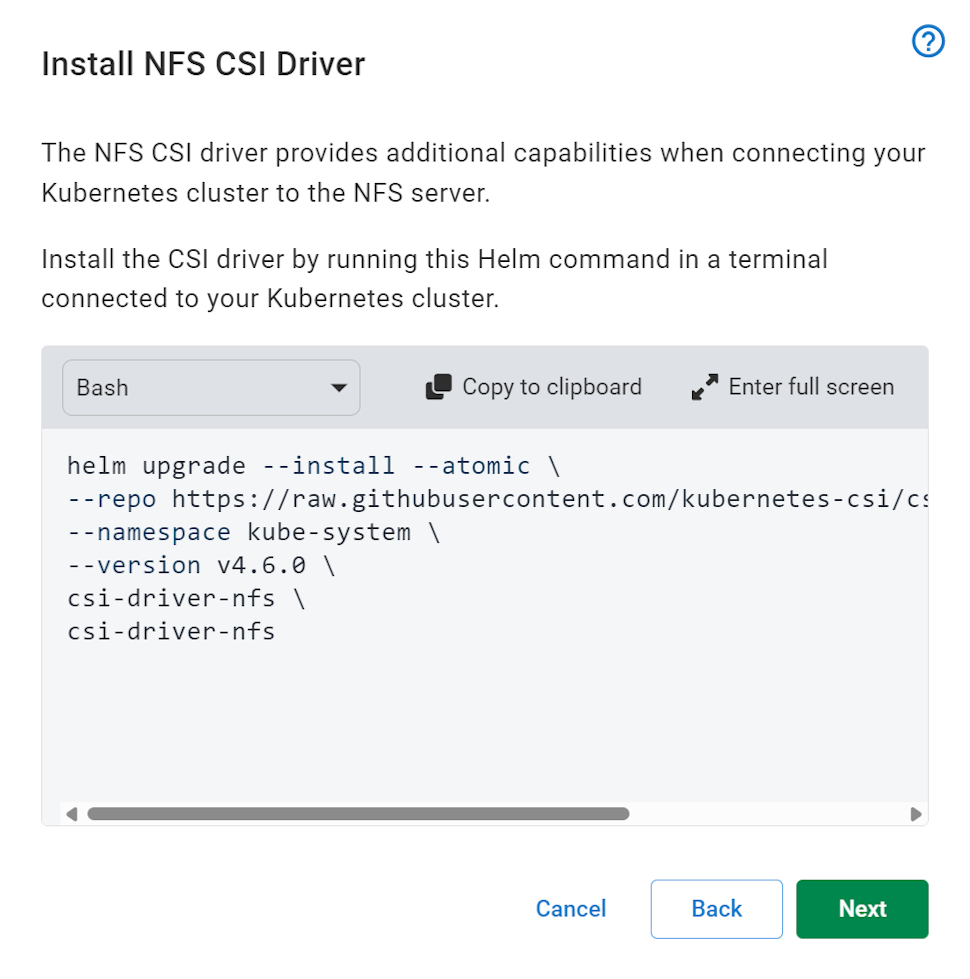 Install NFS CSI Driver
?
The NFS CSI driver provides additional capabilities when connecting your
Kubernetes cluster to the NFS server.
Install the CSI driver by running this Helm command in a terminal
connected to your Kubernetes cluster.
Bash Copy to clipboard Enter full screen
helm upgrade --install --atomic \
--repo https://raw.githubusercontent.com/kubernetes-csi/cs
--namespace kube-system \
--version v4.6.0 \
csi-driver-nfs \
csi-driver-nfs
Cancel Back Next